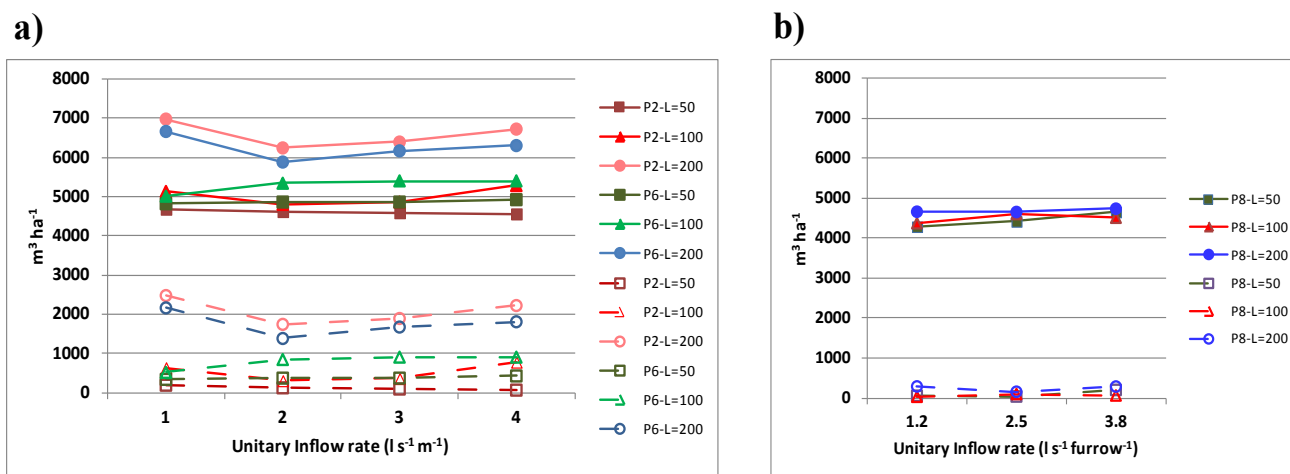 a)
8000
7000
6000
5000
4000
3000
2000
1000
0
m³ ha⁻¹
1 2 3 4
Unitary Inflow rate (l s⁻¹ m⁻¹)
P2-L=50
P2-L=100
P2-L=200
P6-L=50
P6-L=100
P6-L=200
P2-L=50
P2-L=100
P2-L=200
P6-L=50
P6-L=100
P6-L=200
b)
8000
7000
6000
5000
4000
3000
2000
1000
0
m³ ha⁻¹
1.2 2.5 3.8
Unitary Inflow rate (l s⁻¹ furrow⁻¹)
P8-L=50
P8-L=100
P8-L=200
P8-L=50
P8-L=100
P8-L=200